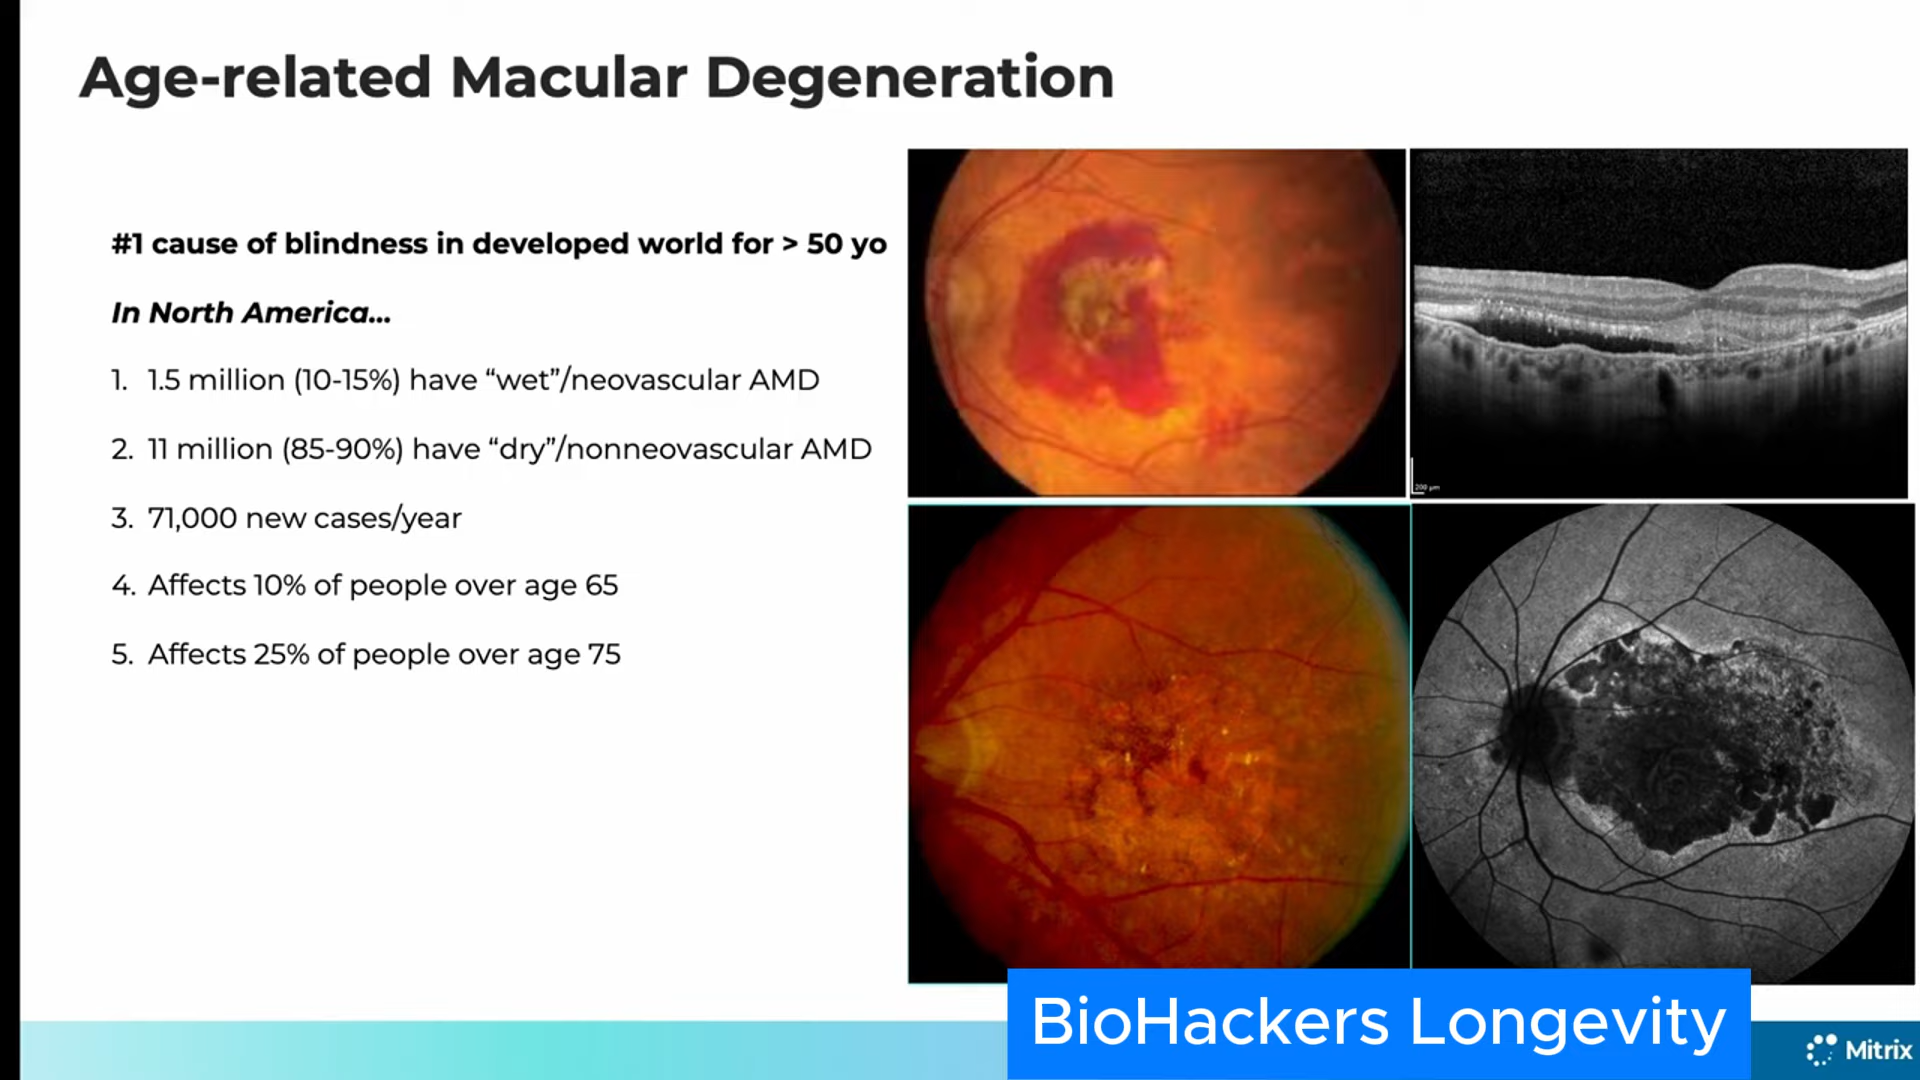 Age-related Macular Degeneration
#1 cause of blindness in developed world for > 50 yo
In North America...
1. 1.5 million (10-15%) have “wet”/neovascular AMD
2. 11 million (85-90%) have “dry”/nonneovascular AMD
3. 71,000 new cases/year
4. Affects 10% of people over age 65
5. Affects 25% of people over age 75
200 µm
BioHackers Longevity
Mitrix